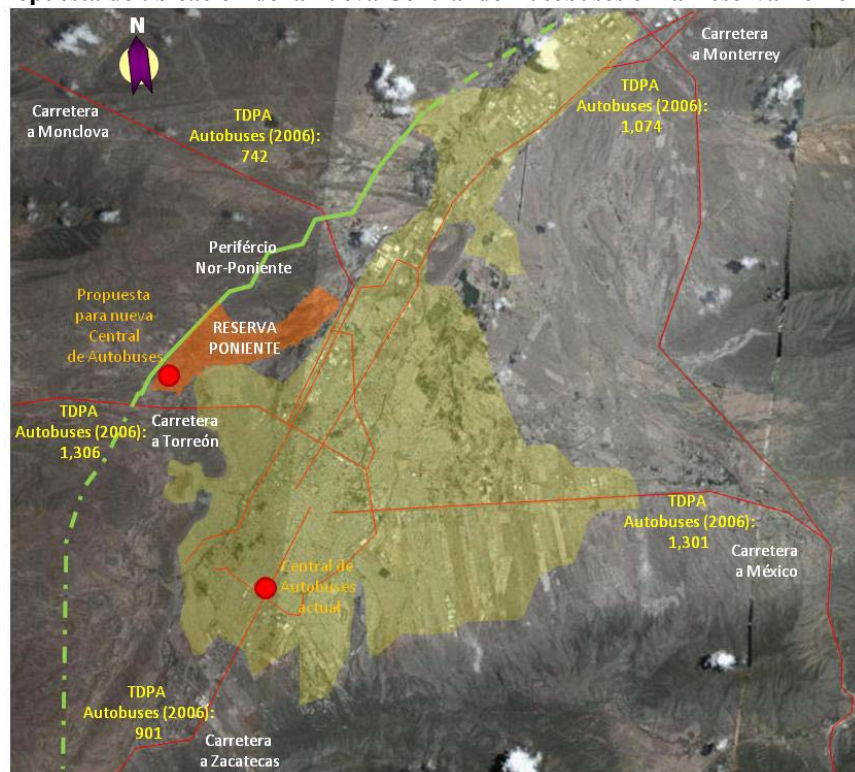 N
Carretera
a Monterrey
TDPA
Autobuses (2006):
1,074
Carretera
a Monclova
TDPA
Autobuses (2006):
742
Perifércio
Nor-Poniente
Propuesta
para nueva
Central
de Autobuses
RESERVA
PONIENTE
TDPA
Autobuses (2006):
1,306
Carretera
a Torreón
TDPA
Autobuses (2006):
1,301
Carretera
a México
Central de
Autobuses
actual
TDPA
Autobuses (2006):
901
Carretera
a Zacatecas